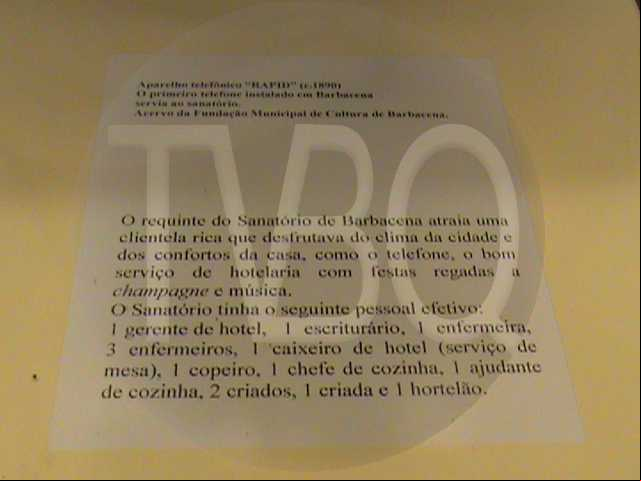 Aparelho telefônico "RAPID" (c.1890)
O primeiro telefone instalado em Barbacena
servia ao sanatório.
Acervo da Fundação Municipal de Cultura de Barbacena.
TVBQ
O requinte do Sanatório de Barbacena atraia uma
clientela rica que desfrutava do clima da cidade e
dos confortos da casa, como o telefone, o bom
serviço de hotelaria com festas regadas a
champagne e música.
O Sanatório tinha o seguinte pessoal efetivo:
1 gerente de hotel, 1 escriturário, 1 enfermeira,
3 enfermeiros, 1 caixeiro de hotel (serviço de
mesa), 1 copeiro, 1 chefe de cozinha, 1 ajudante
de cozinha, 2 criados, 1 criada e 1 hortelão.